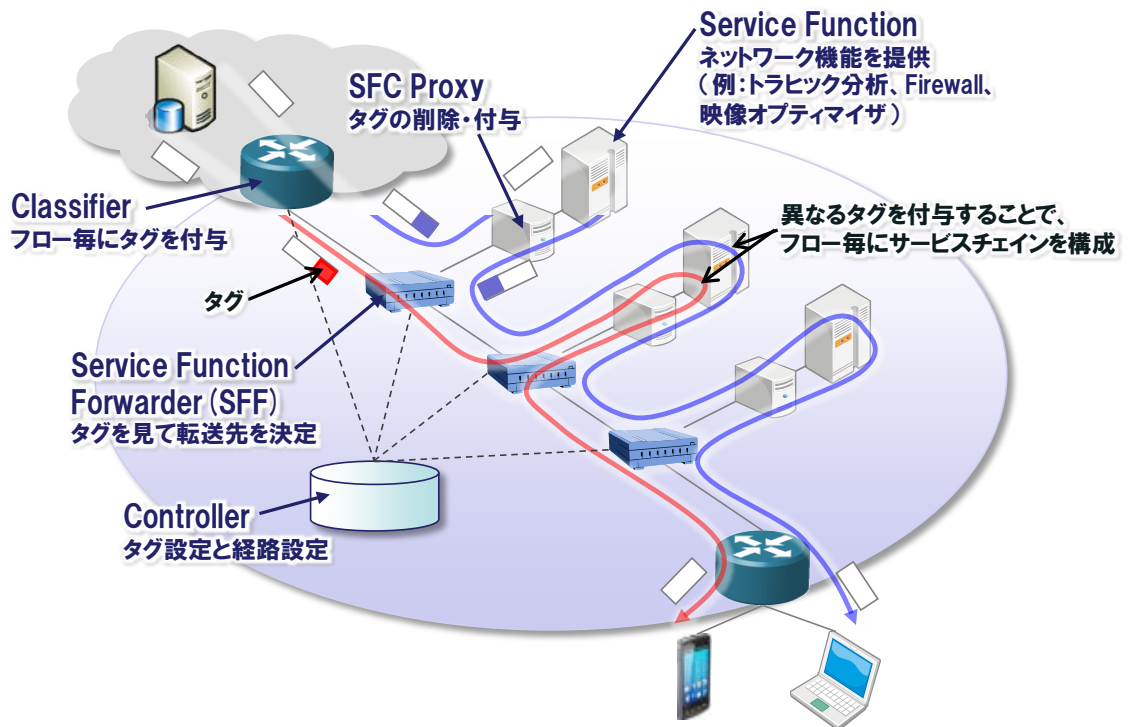 Service Function
ネットワーク機能を提供
(例:トラヒック分析、Firewall、
映像オプティマイザ)
SFC Proxy
タグの削除・付与
Classifier
フロー毎にタグを付与
異なるタグを付与することで、
フロー毎にサービスチェインを構成
タグ
Service Function
Forwarder(SFF)
タグを見て転送先を決定
Controller
タグ設定と経路設定